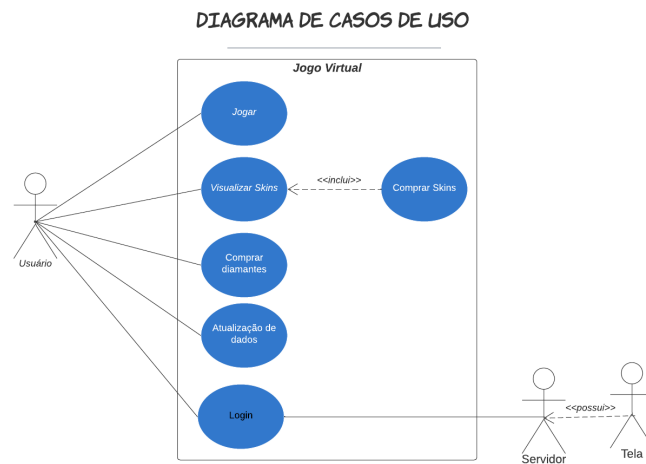 DIAGRAMA DE CASOS DE USO
Jogo Virtual
Jogar
<<inclui>>
Visualizar Skins
Comprar Skins
Usuário
Comprar
diamantes
Atualização de
dados
Login
<<possui>>
Servidor
Tela